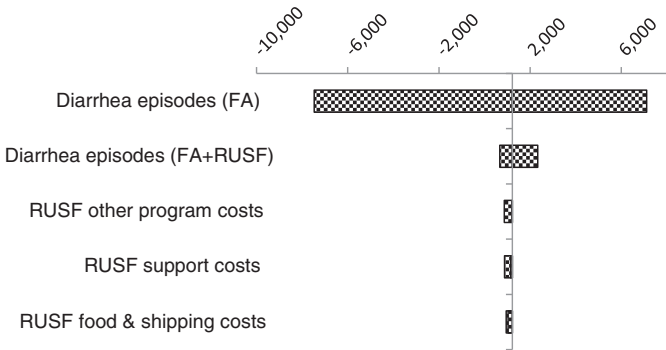 -10,000 -6,000 -2,000 2,000 6,000
Diarrhea episodes (FA)
Diarrhea episodes (FA+RUSF)
RUSF other program costs
RUSF support costs
RUSF food & shipping costs